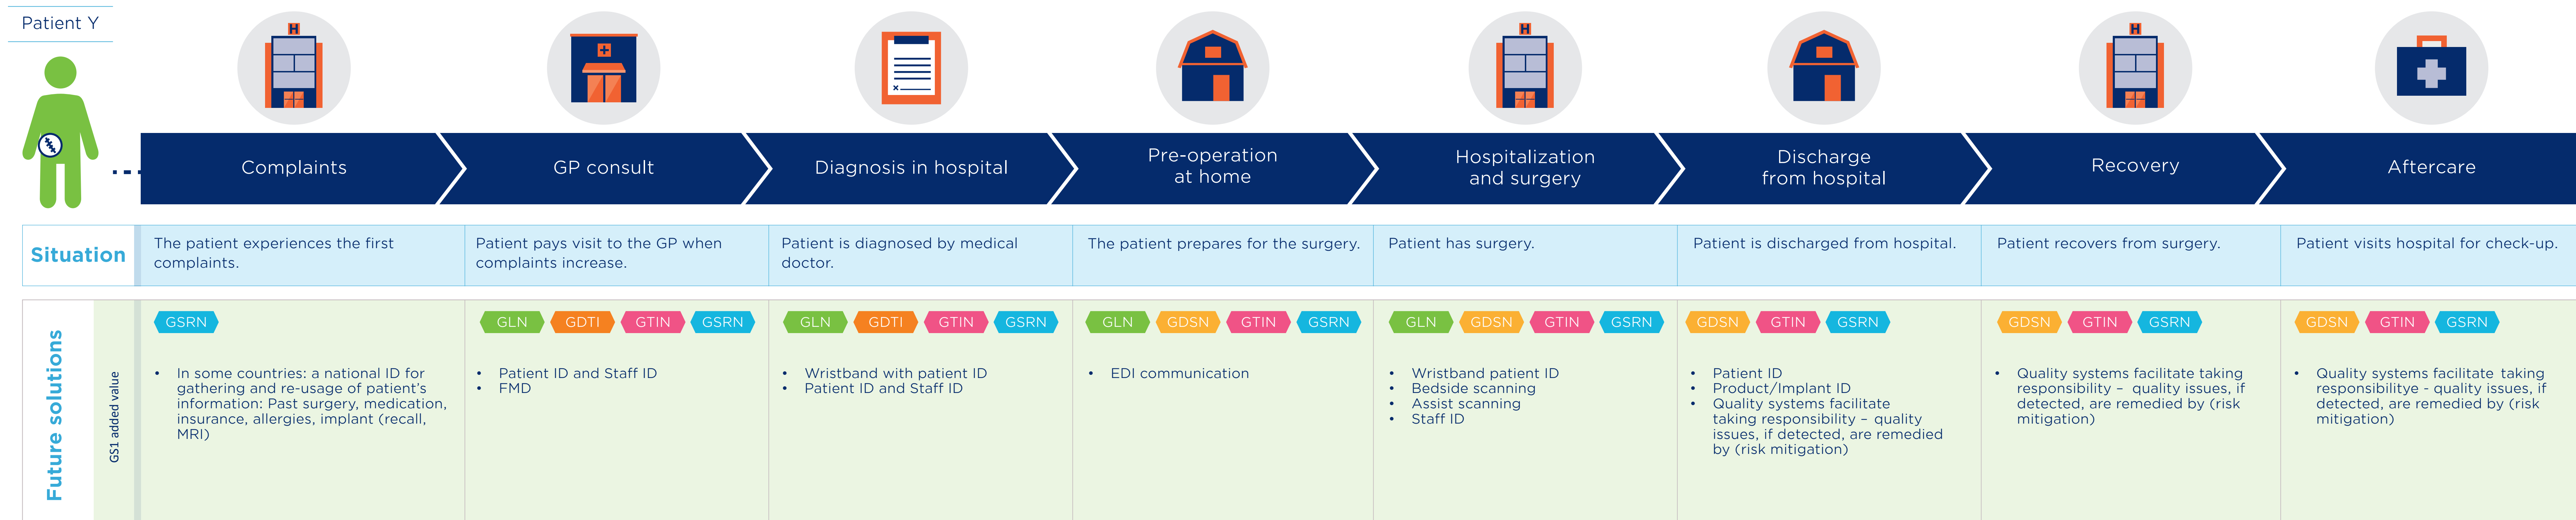 Patient Y
H
H
H
Complaints
GP consult
Diagnosis in hospital
Pre-operation
at home
Hospitalization
and surgery
Discharge
from hospital
Recovery
Aftercare
Situation
The patient experiences the first
complaints.
Patient pays visit to the GP when
complaints increase.
Patient is diagnosed by medical
doctor.
The patient prepares for the surgery.
Patient has surgery.
Patient is discharged from hospital.
Patient recovers from surgery.
Patient visits hospital for check-up.
Future solutions
GS1 added value
GSRN
• In some countries: a national ID for
gathering and re-usage of patient’s
information: Past surgery, medication,
insurance, allergies, implant (recall,
MRI)
GLN GDTI GTIN GSRN
• Patient ID and Staff ID
• FMD
GLN GDTI GTIN GSRN
• Wristband with patient ID
• Patient ID and Staff ID
GLN GDSN GTIN GSRN
• EDI communication
GLN GDSN GTIN GSRN
• Wristband patient ID
• Bedside scanning
• Assist scanning
• Staff ID
GDSN GTIN GSRN
• Patient ID
• Product/Implant ID
• Quality systems facilitate
taking responsibility – quality
issues, if detected, are remedied
by (risk mitigation)
GDSN GTIN GSRN
• Quality systems facilitate taking
responsibility – quality issues, if
detected, are remedied by (risk
mitigation)
GDSN GTIN GSRN
• Quality systems facilitate taking
responsibilitye - quality issues, if
detected, are remedied by (risk
mitigation)